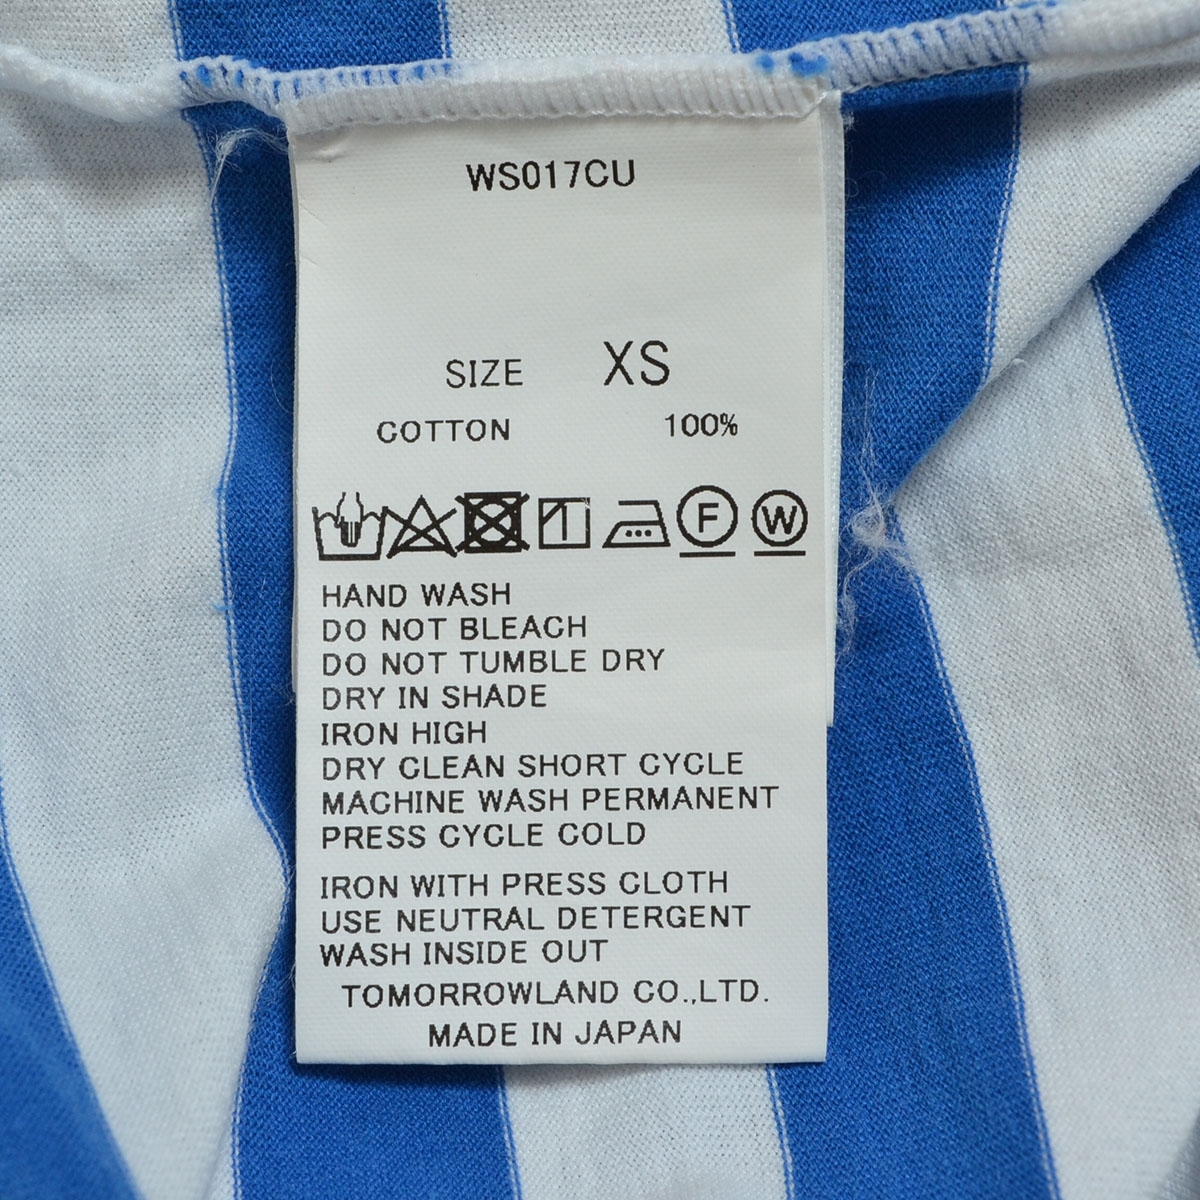 WS017CU
SIZE XS
COTTON 100%
F W
HAND WASH
DO NOT BLEACH
DO NOT TUMBLE DRY
DRY IN SHADE
IRON HIGH
DRY CLEAN SHORT CYCLE
MACHINE WASH PERMANENT
PRESS CYCLE COLD
IRON WITH PRESS CLOTH
USE NEUTRAL DETERGENT
WASH INSIDE OUT
TOMORROWLAND CO.,LTD.
MADE IN JAPAN